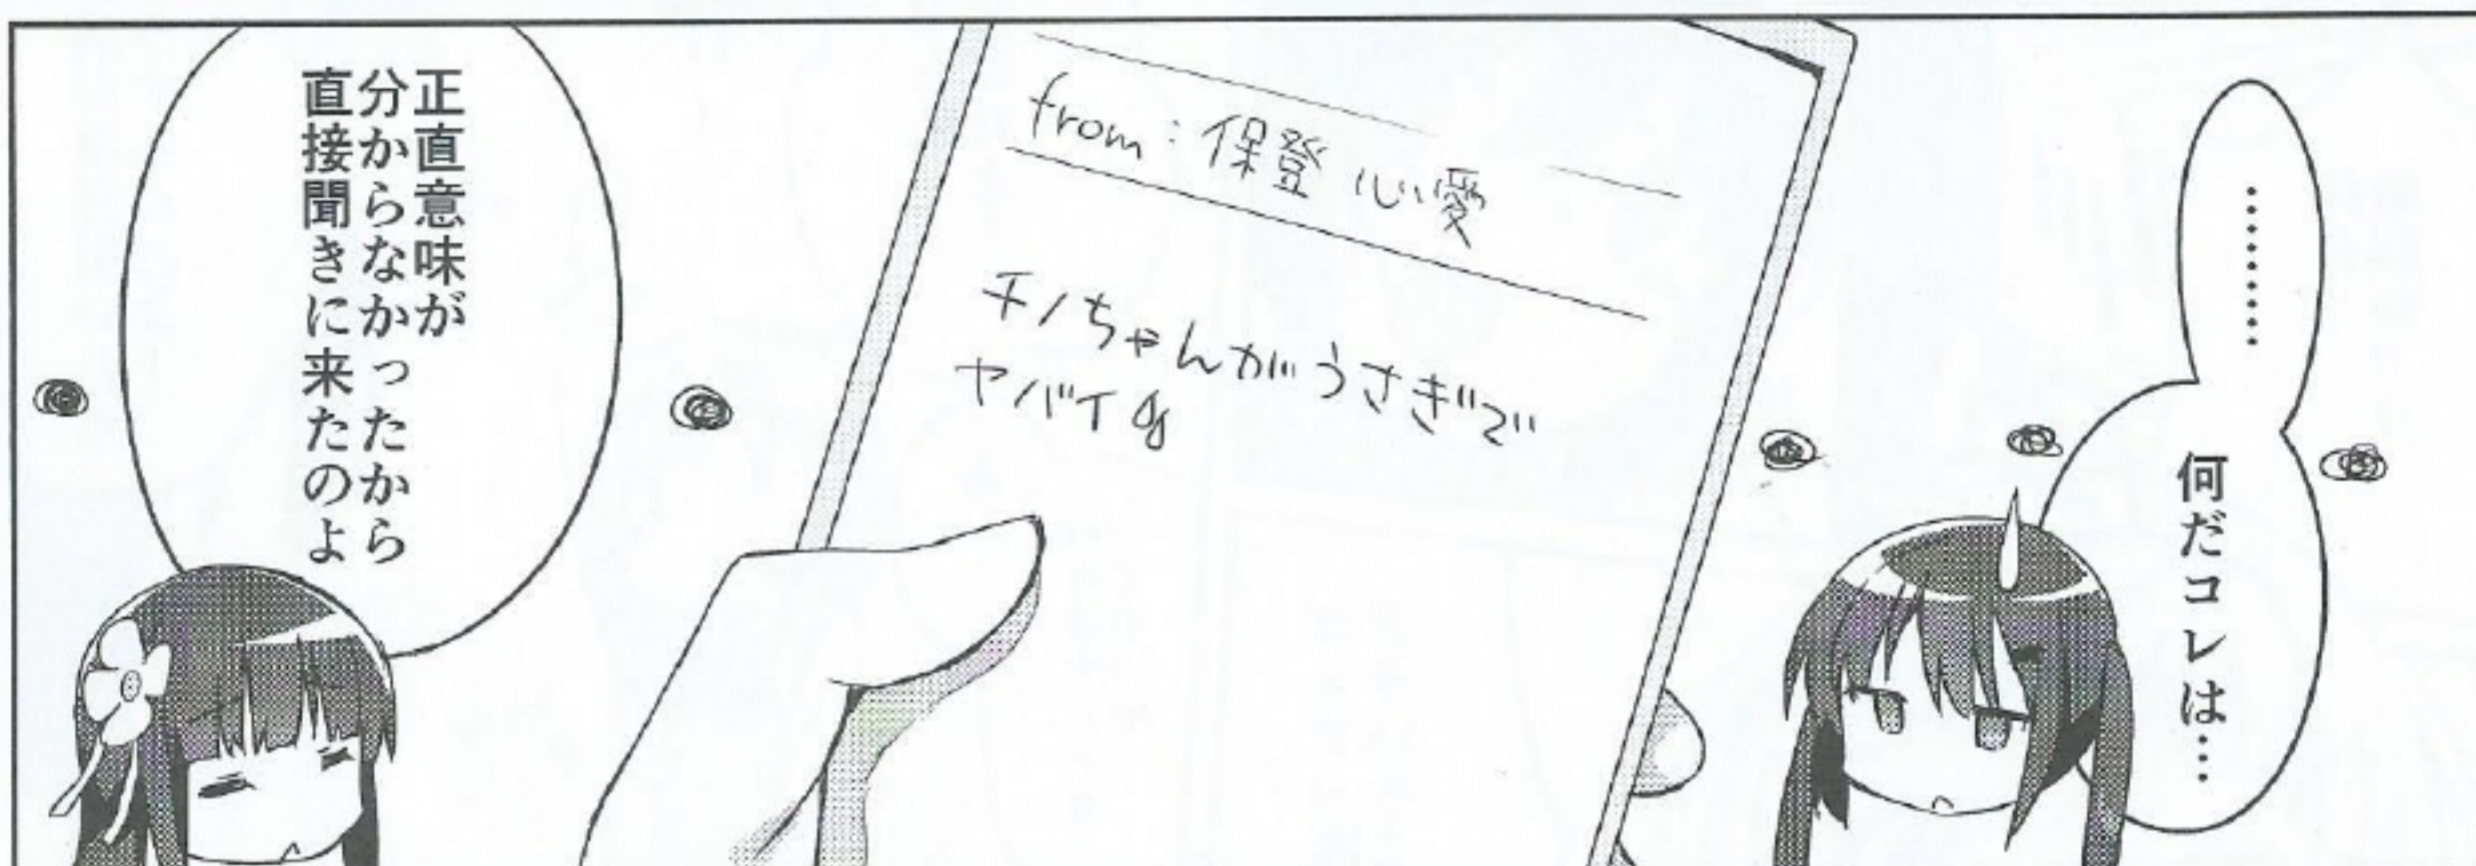 ………
何だコレは…
from:保登 心愛
チノちゃんがうさぎで
ヤバイg
正直意味が
分からなかったから
直接聞きに来たのよ